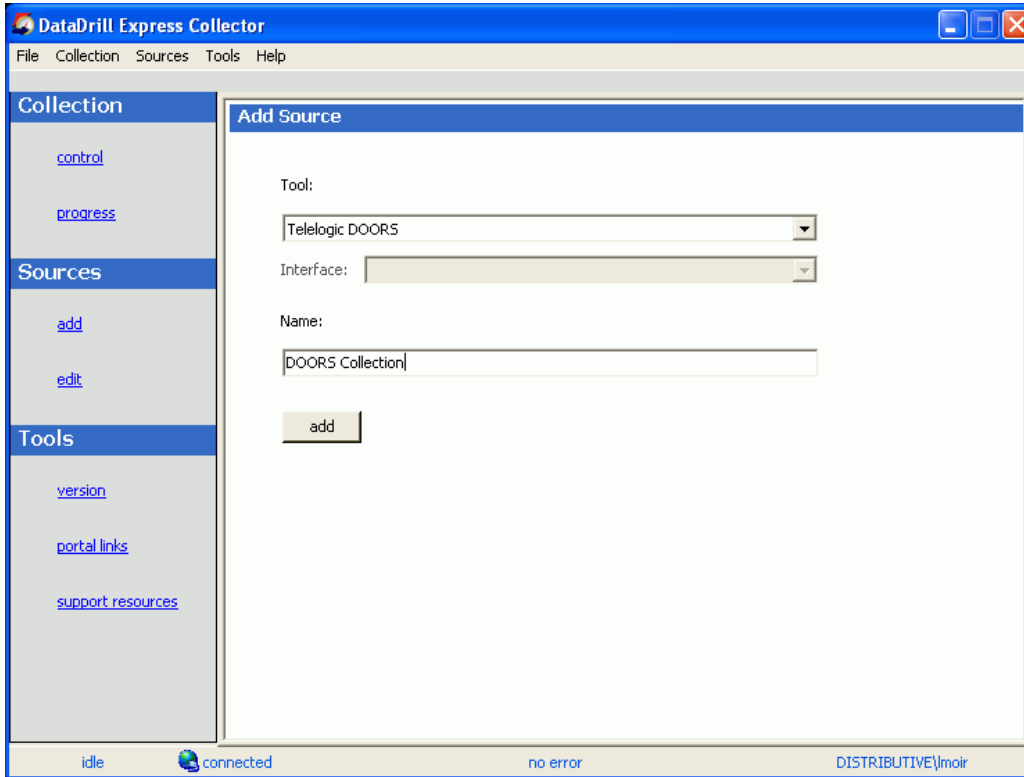 DataDrill Express Collector
File Collection Sources Tools Help
Collection
control
progress
Sources
add
edit
Tools
version
portal links
support resources
Add Source
Tool:
Telelogic DOORS
Interface:
Name:
DOORS Collection
add
idle connected no error DISTRIBUTIVE\lmoir